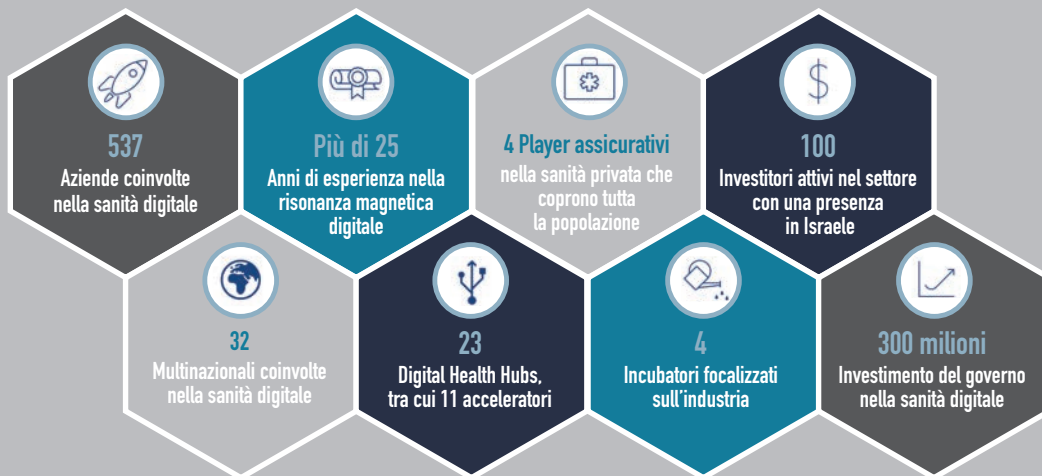 537
Aziende coinvolte
nella sanità digitale
Più di 25
Anni di esperienza nella
risonanza magnetica
digitale
4 Player assicurativi
nella sanità privata che
coprono tutta
la popolazione
$
100
Investitori attivi nel settore
con una presenza
in Israele
32
Multinazionali coinvolte
nella sanità digitale
23
Digital Health Hubs,
tra cui 11 acceleratori
4
Incubatori focalizzati
sull'industria
300 milioni
Investimento del governo
nella sanità digitale